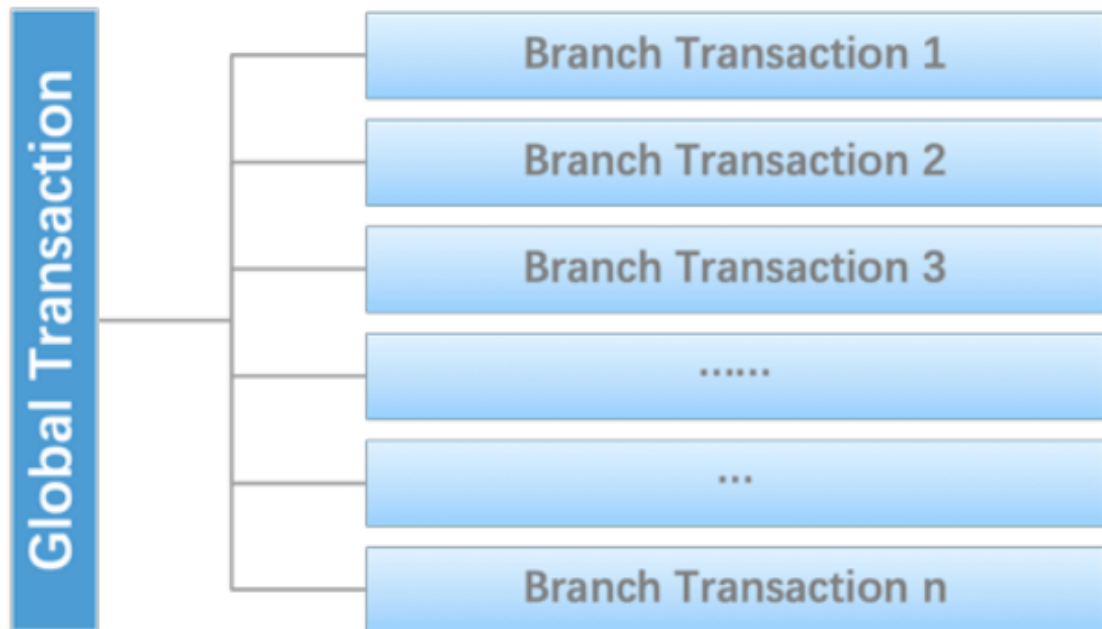 Global Transaction
Branch Transaction 1
Branch Transaction 2
Branch Transaction 3
······
···
Branch Transaction n